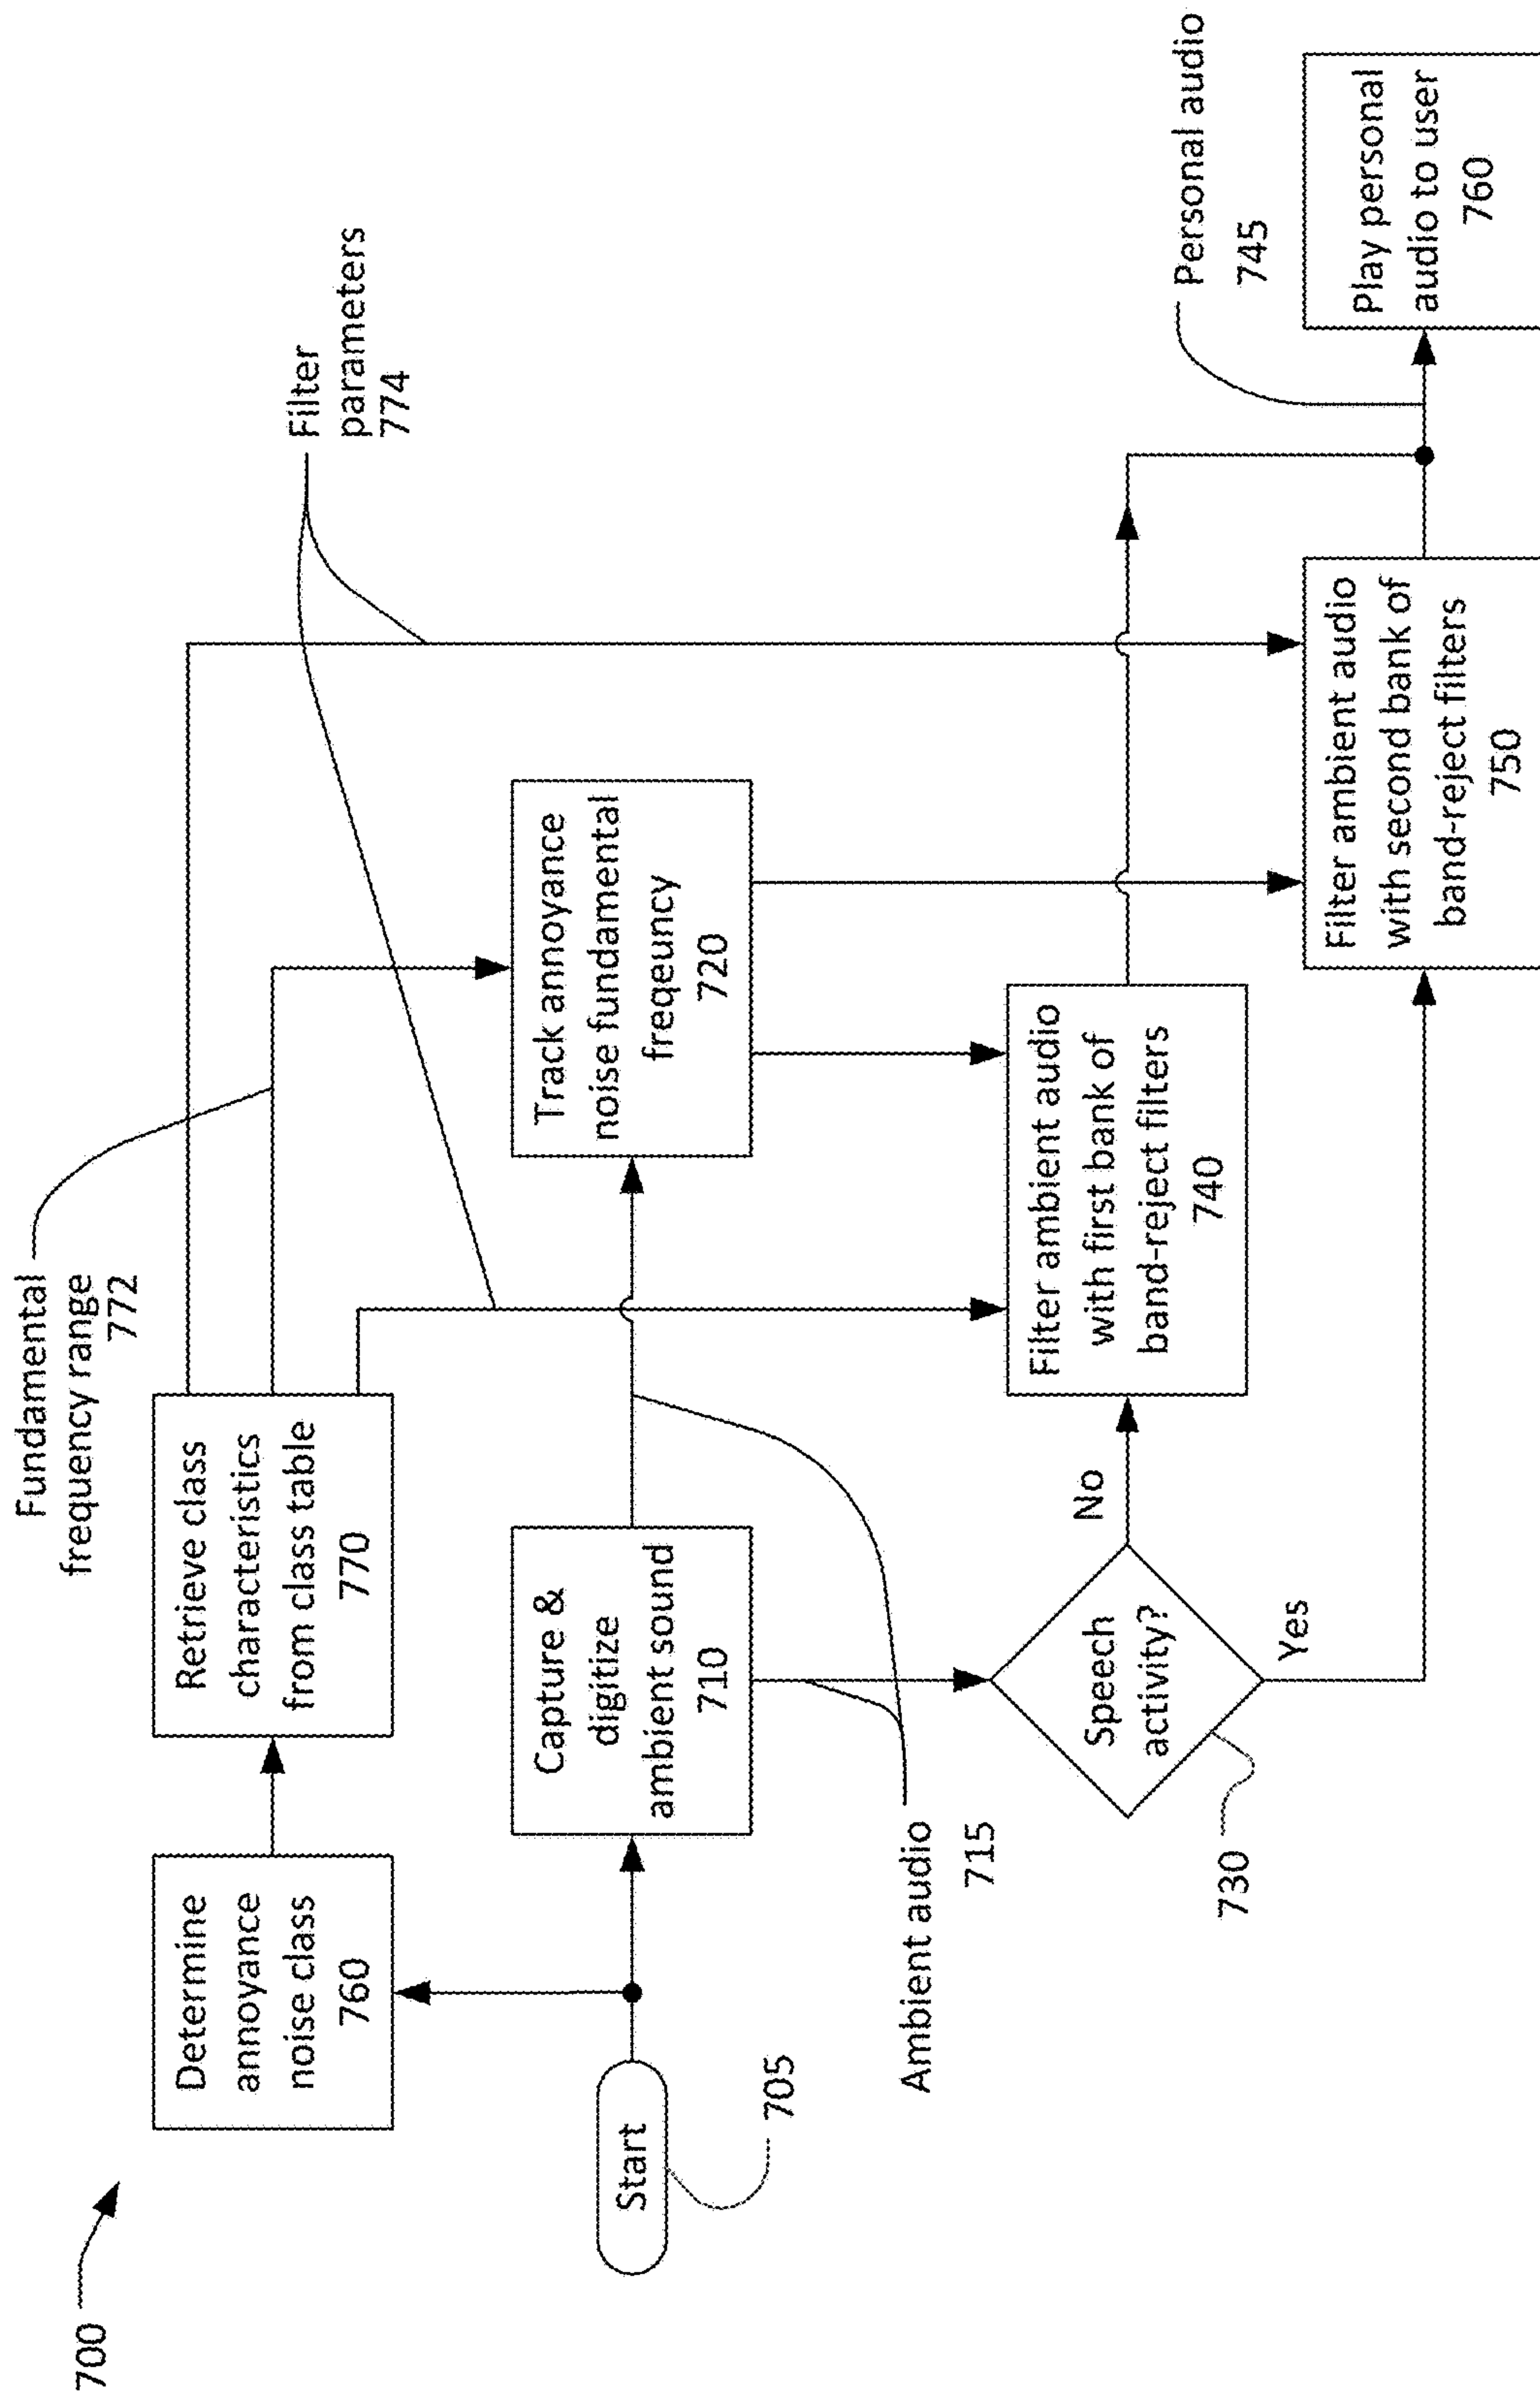 700
Fundamental
frequency range
772
Filter
parameters
774
Determine
annoyance
noise class
760
Retrieve class
characteristics
from class table
770
Start
705
Capture &
digitize
ambient sound
710
Track annoyance
noise fundamental
freqeuncy
720
Ambient audio
715
Speech
activity?
730
No
Yes
Filter ambient audio
with first bank of
band-reject filters
740
Filter ambient audio
with second bank of
band-reject filters
750
Personal audio
745
Play personal
audio to user
760